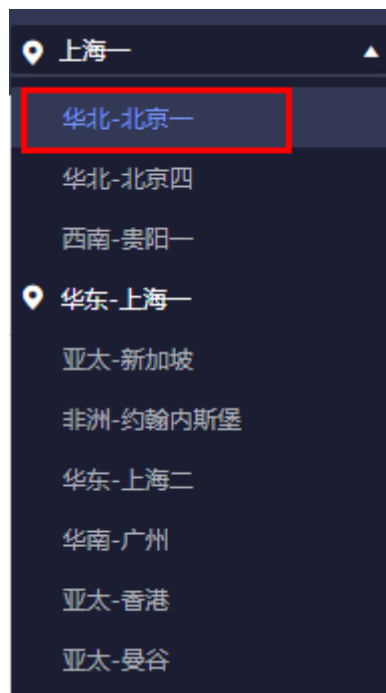 上海一
华北-北京一
华北-北京四
西南-贵阳一
华东-上海一
亚太-新加坡
非洲-约翰内斯堡
华东-上海二
华南-广州
亚太-香港
亚太-曼谷